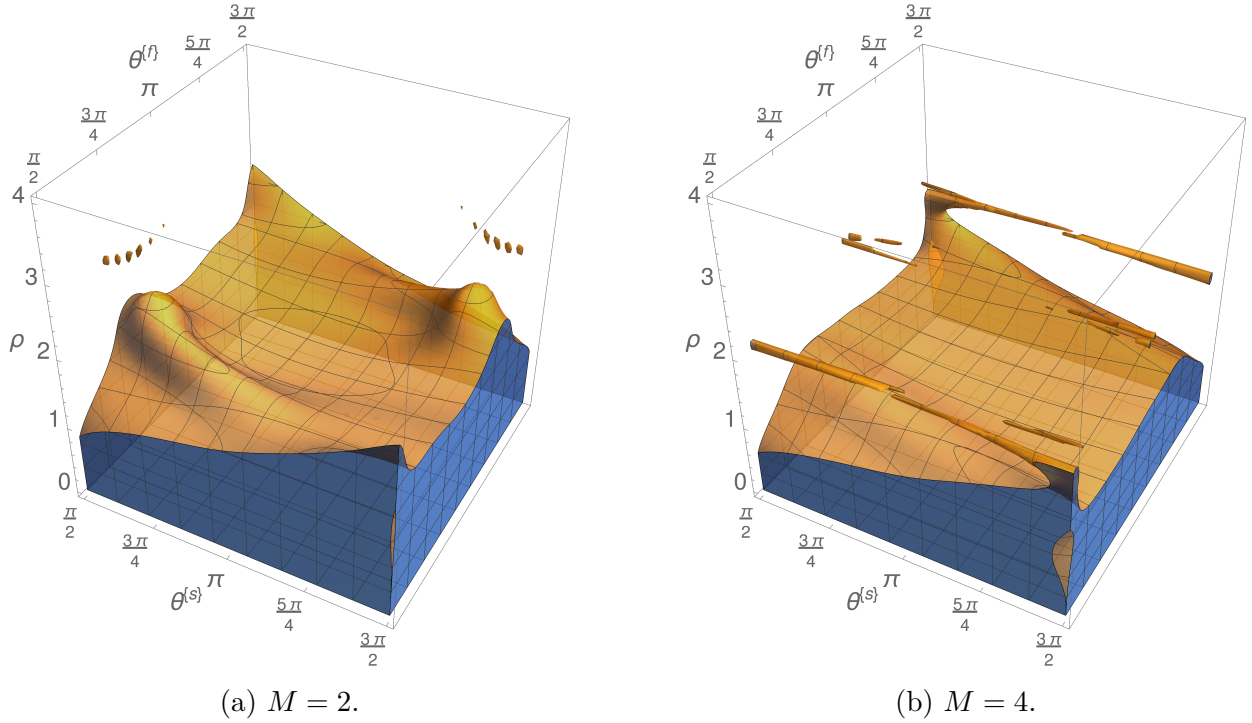 3π/2
5π/4
θ{f}
π
3π/4
π/2
4
3
ρ
2
1
0
π/2
3π/4
π
θ{s}
5π/4
3π/2
(a) M = 2.
3π/2
5π/4
θ{f}
π
3π/4
π/2
4
3
ρ
2
1
0
π/2
3π/4
π
θ{s}
5π/4
3π/2
(b) M = 4.